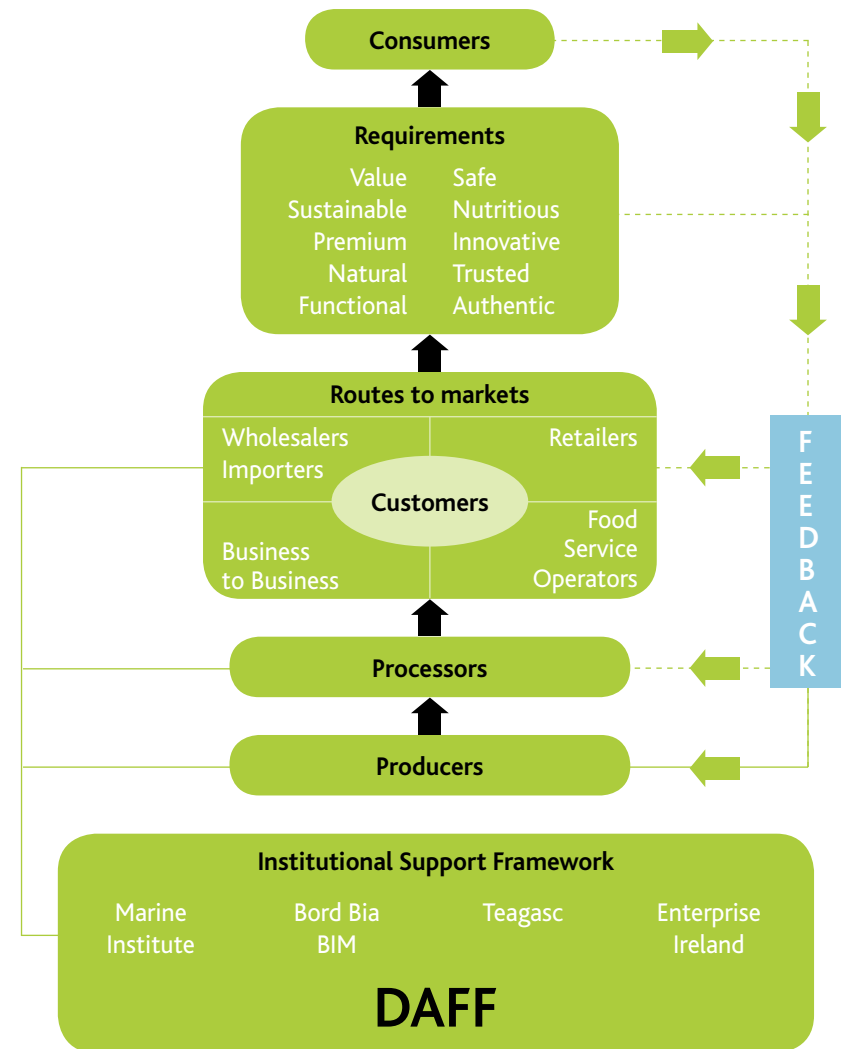 Consumers
Requirements
Value
Sustainable
Premium
Natural
Functional
Safe
Nutritious
Innovative
Trusted
Authentic
Routes to markets
Wholesalers
Importers
Retailers
Customers
Business
to Business
Food
Service
Operators
FEEDBACK
Processors
Producers
Institutional Support Framework
Marine
Institute
Bord Bia
BIM
Teagasc
Enterprise
Ireland
DAFF